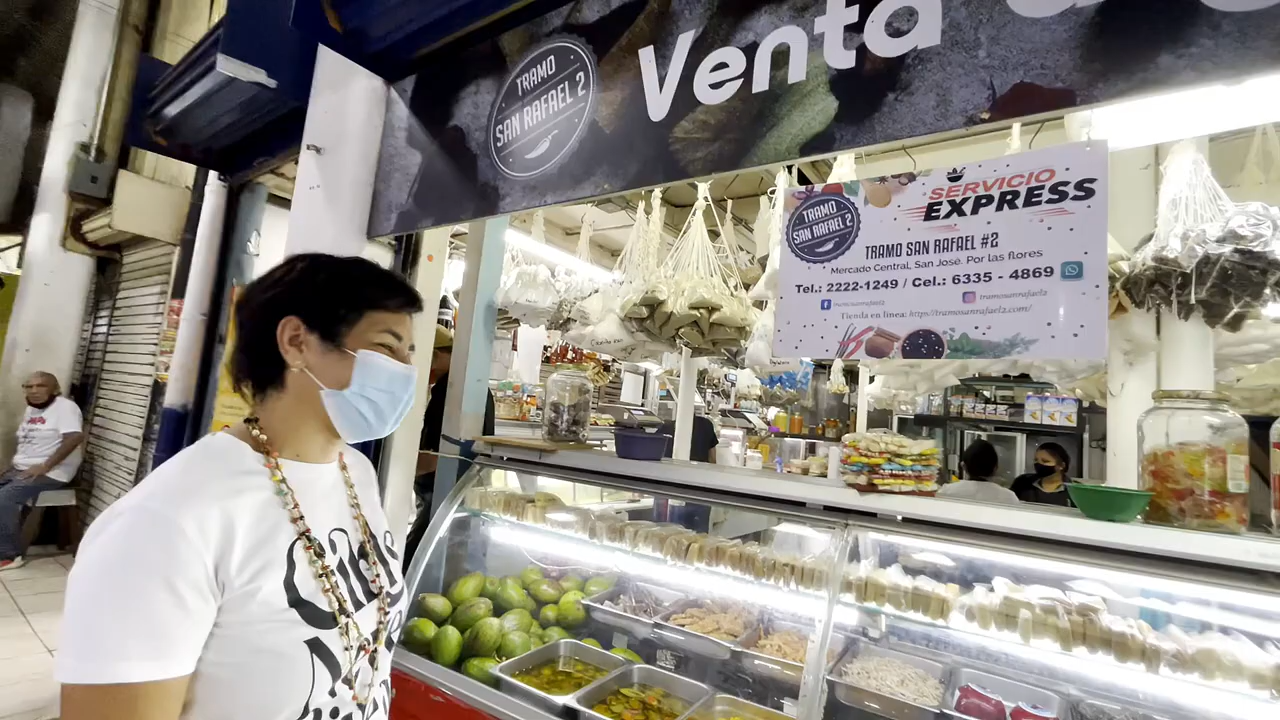 TRAMO
SAN RAFAEL 2
Venta
SERVICIO
EXPRESS
TRAMO
SAN RAFAEL 2
TRAMO SAN RAFAEL #2
Mercado Central, San José. Por las flores
Tel.: 2222-1249 / Cel.: 6335 - 4869
tramosanrafael2
tramosanrafael2
Tienda en línea: https://tramosanrafael2.com/